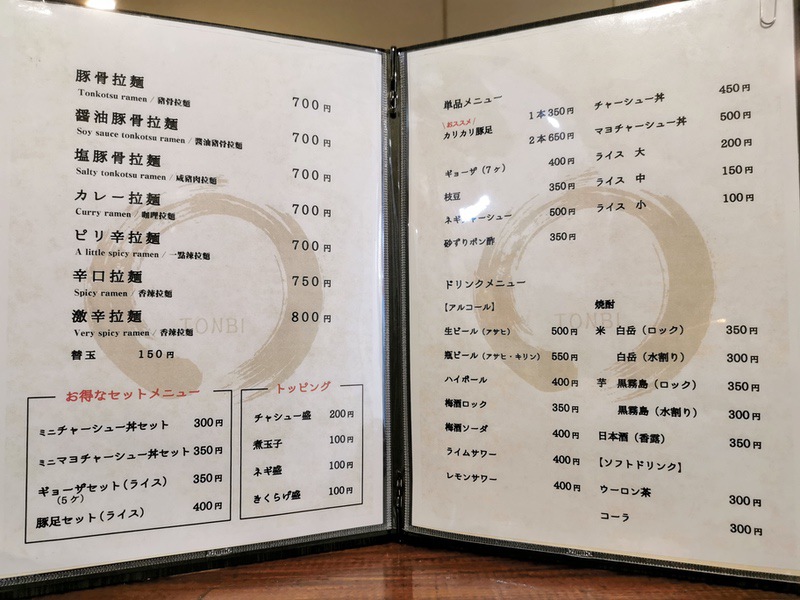 豚骨拉麺
Tonkotsu ramen / 豬骨拉麵 700円
醤油豚骨拉麺
Soy sauce tonkotsu ramen / 醬油豬骨拉麵 700円
塩豚骨拉麺
Salty tonkotsu ramen / 咸豬肉拉麵 700円
カレー拉麺
Curry ramen / 咖哩拉麵 700円
ピリ辛拉麺
A little spicy ramen / 一點辣拉麵 700円
辛口拉麺
Spicy ramen / 香辣拉麵 750円
激辛拉麺
Very spicy ramen / 香辣拉麵 800円
替玉 150円
TONBI
お得なセットメニュー
ミニチャーシュー丼セット 300円
ミニマヨチャーシュー丼セット 350円
ギョーザセット(ライス) 350円
(5ケ)
豚足セット(ライス) 400円
トッピング
チャシュー盛 200円
煮玉子 100円
ネギ盛 100円
きくらげ盛 100円
単品メニュー
\おススメ/
カリカリ豚足 1本350円
2本650円
ギョーザ(7ヶ) 400円
枝豆 350円
ネギチャーシュー 500円
砂ずりポン酢 350円
チャーシュー丼 450円
マヨチャーシュー丼 500円
ライス 大 200円
ライス 中 150円
ライス 小 100円
ドリンクメニュー
【アルコール】
生ビール(アサヒ) 500円
瓶ビール(アサヒ・キリン) 550円
ハイボール 400円
梅酒ロック 350円
梅酒ソーダ 400円
ライムサワー 400円
レモンサワー 400円
TONBI
焼酎
米 白岳(ロック) 350円
白岳(水割り) 300円
芋 黒霧島(ロック) 350円
黒霧島(水割り) 300円
日本酒(香露) 350円
【ソフトドリンク】
ウーロン茶 300円
コーラ 300円